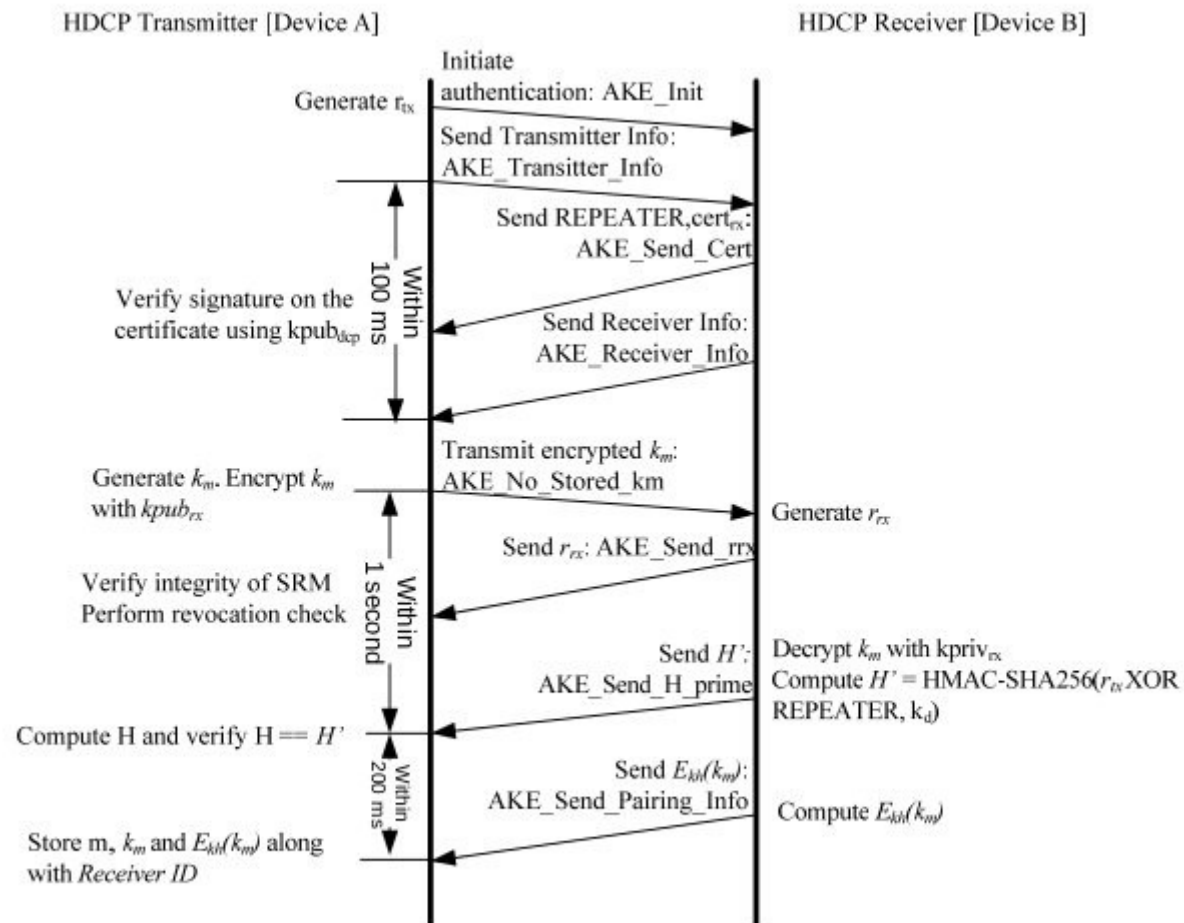 HDCP Transmitter [Device A]
HDCP Receiver [Device B]
Initiate
authentication: AKE_Init
Generate rtx
Send Transmitter Info:
AKE_Transitter_Info
Send REPEATER,certrx:
AKE_Send_Cert
Within
100 ms
Verify signature on the
certificate using kpubdcp
Send Receiver Info:
AKE_Receiver_Info
Transmit encrypted km:
AKE_No_Stored_km
Generate km. Encrypt km
with kpubrx
Generate rrx
Send rrx: AKE_Send_rrx
Within
1 second
Verify integrity of SRM
Perform revocation check
Send H':
AKE_Send_H_prime
Decrypt km with kprivrx
Compute H' = HMAC-SHA256(rtx XOR
REPEATER, kd)
Compute H and verify H == H'
Within
200 ms
Send Ekh(km):
AKE_Send_Pairing_Info
Compute Ekh(km)
Store m, km and Ekh(km) along
with Receiver ID